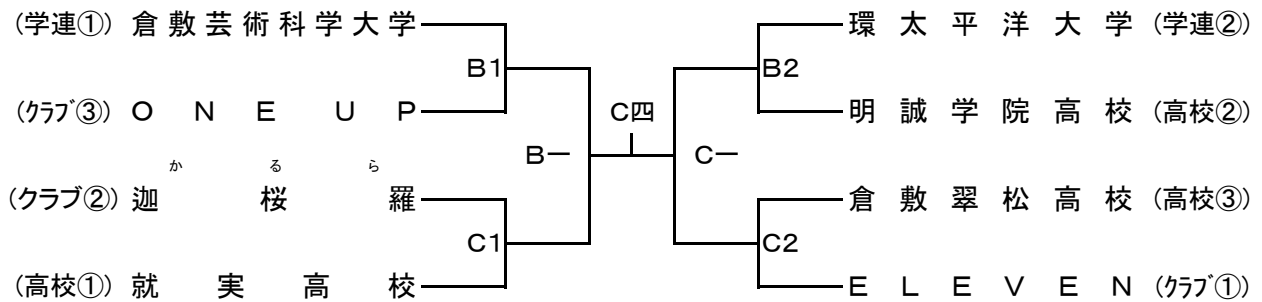 (学連①) 倉敷芸術科学大学
環太平洋大学 (学連②)
B1
B2
(クラブ③) ONE UP
C四
明誠学院高校 (高校②)
B一
C一
かるら
(クラブ②) 迦桜羅
倉敷翠松高校 (高校③)
C1
C2
(高校①) 就実高校
ELEVEN (クラブ①)